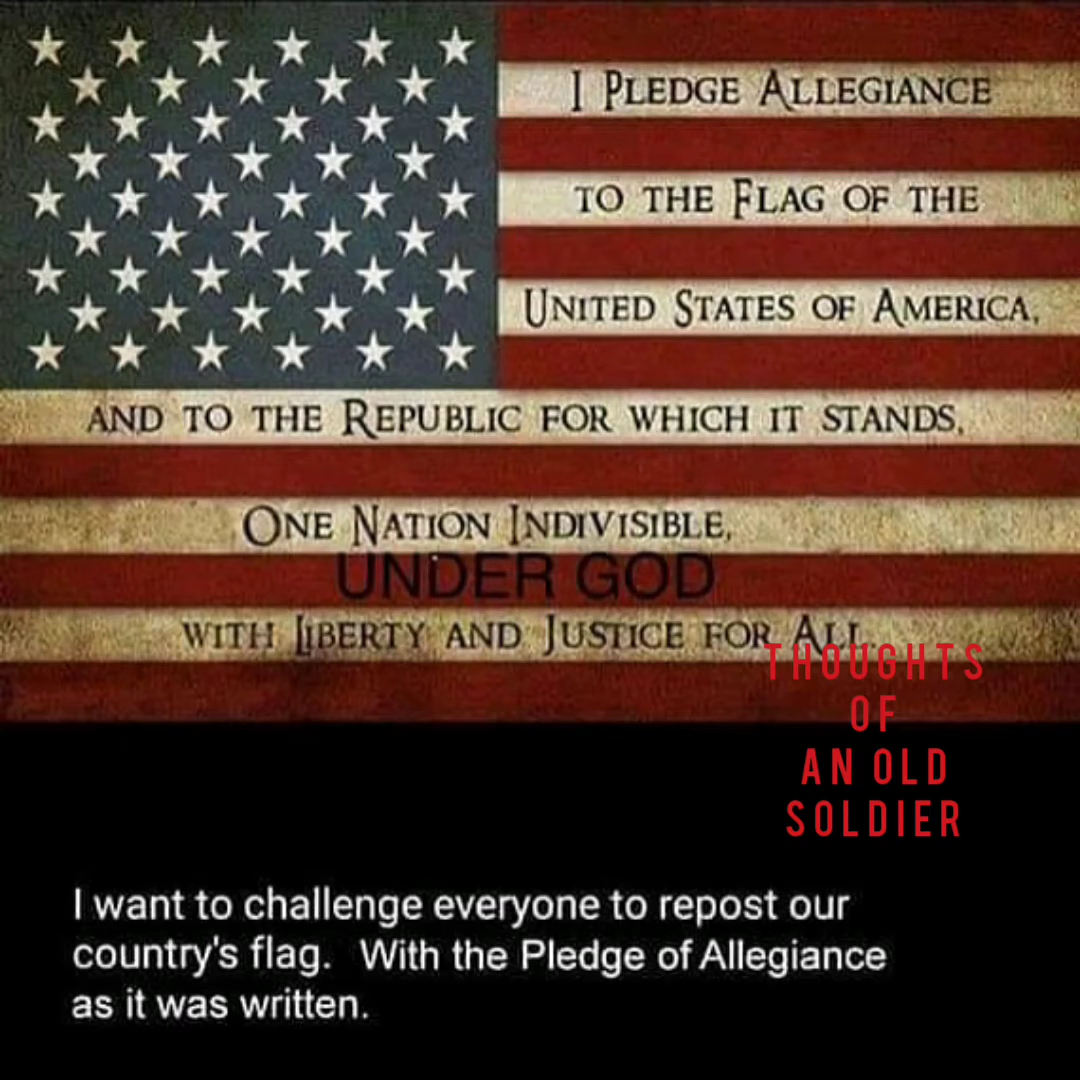 I Pledge Allegiance
to the Flag of the
United States of America,
and to the Republic for which it stands,
One Nation Indivisible,
UNDER GOD
with Liberty and Justice for All.
THOUGHTS
OF
AN OLD
SOLDIER
I want to challenge everyone to repost our
country's flag. With the Pledge of Allegiance
as it was written.